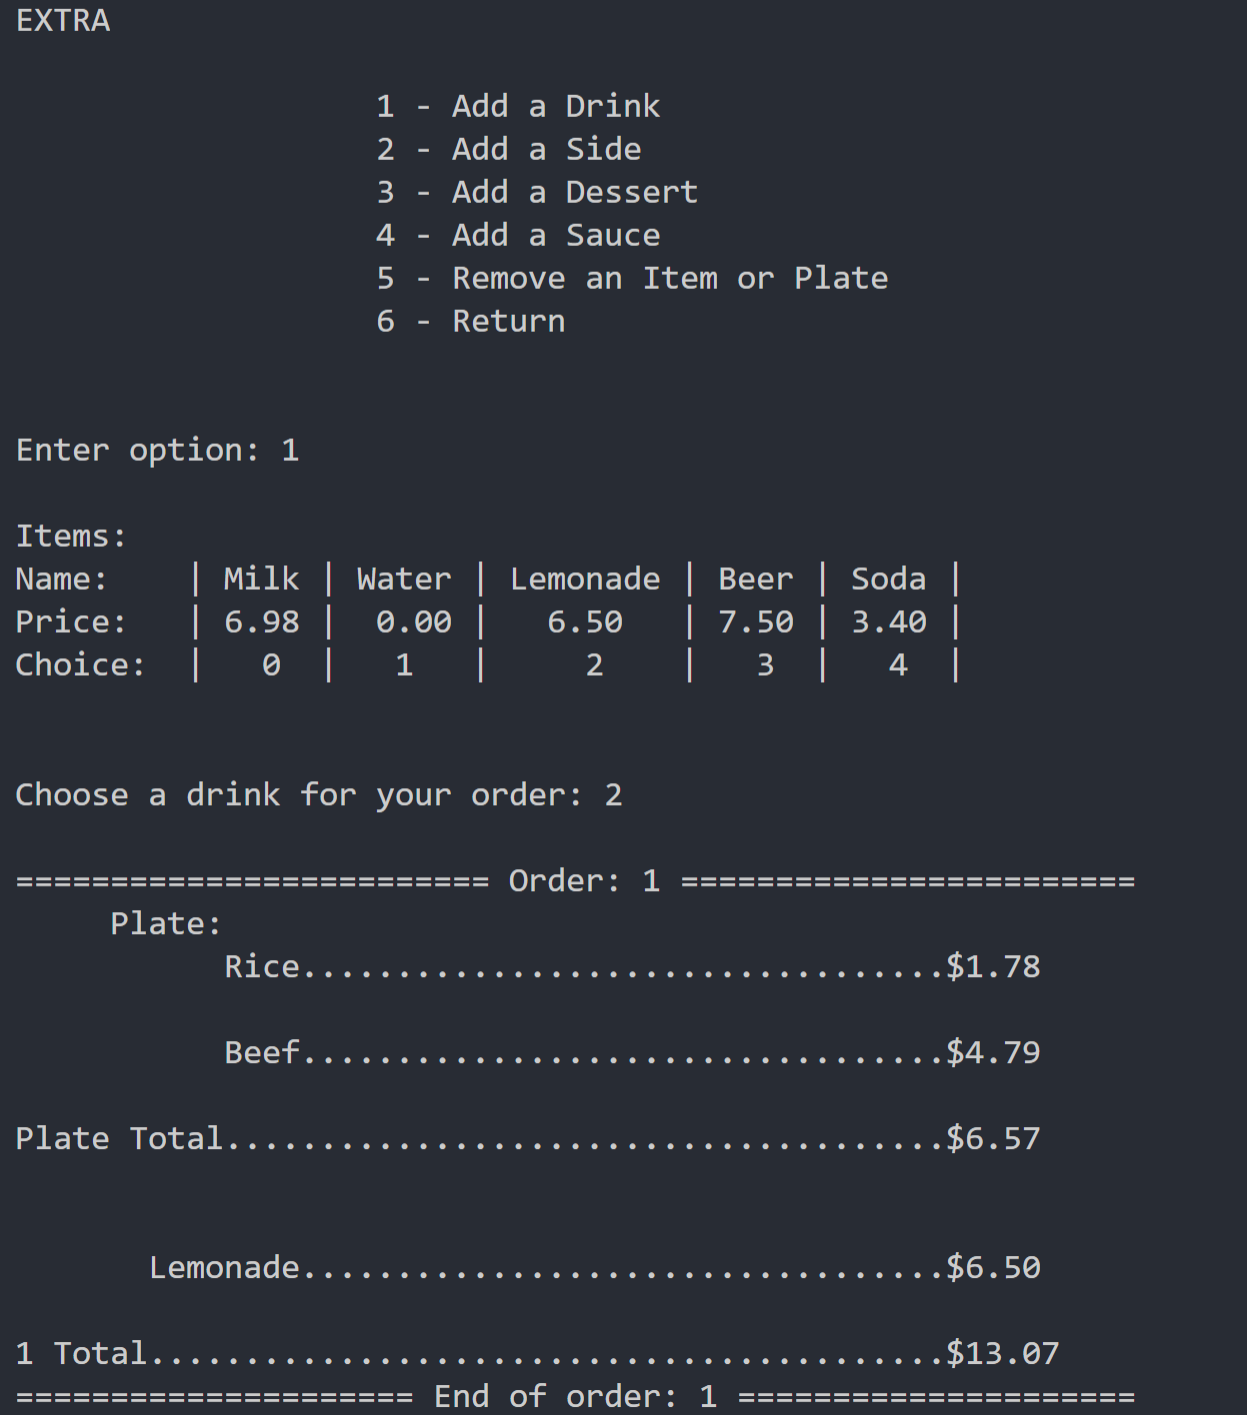 EXTRA
1 - Add a Drink
2 - Add a Side
3 - Add a Dessert
4 - Add a Sauce
5 - Remove an Item or Plate
6 - Return
Enter option: 1
Items:
Name:    | Milk | Water | Lemonade | Beer | Soda |
Price:   | 6.98 |  0.00 |   6.50   | 7.50 | 3.40 |
Choice:  |   0  |   1   |     2    |   3  |   4  |
Choose a drink for your order: 2
========================= Order: 1 ========================
Plate:
Rice..................................$1.78
Beef..................................$4.79
Plate Total......................................$6.57
Lemonade..................................$6.50
1 Total..........................................$13.07
===================== End of order: 1 =====================